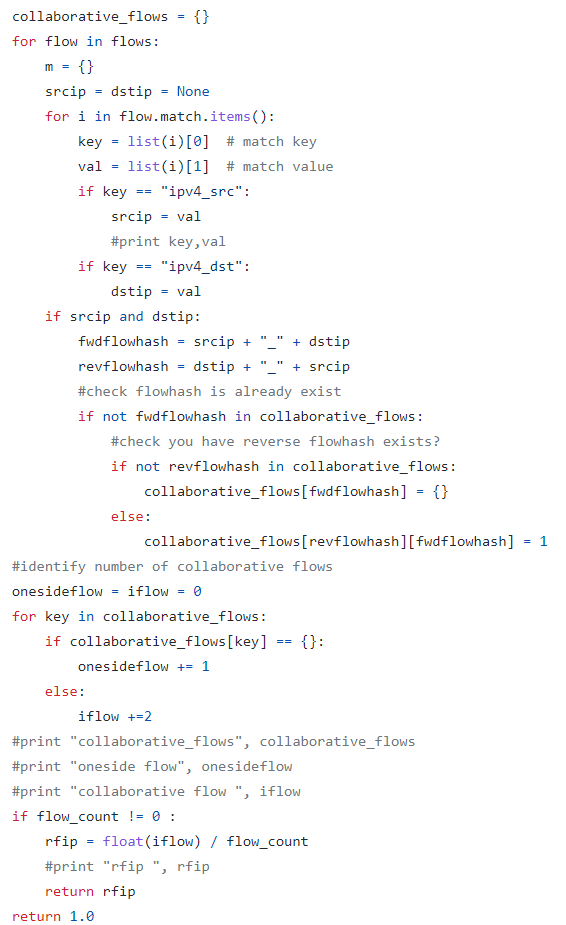 collaborative_flows = {}
for flow in flows:
    m = {}
    srcip = dstip = None
    for i in flow.match.items():
        key = list(i)[0]  # match key
        val = list(i)[1]  # match value
        if key == "ipv4_src":
            srcip = val
            #print key,val
        if key == "ipv4_dst":
            dstip = val
    if srcip and dstip:
        fwdflowhash = srcip + "_" + dstip
        revflowhash = dstip + "_" + srcip
        #check flowhash is already exist
        if not fwdflowhash in collaborative_flows:
            #check you have reverse flowhash exists?
            if not revflowhash in collaborative_flows:
                collaborative_flows[fwdflowhash] = {}
            else:
                collaborative_flows[revflowhash][fwdflowhash] = 1
#identify number of collaborative flows
onesideflow = iflow = 0
for key in collaborative_flows:
    if collaborative_flows[key] == {}:
        onesideflow += 1
    else:
        iflow +=2
#print "collaborative_flows", collaborative_flows
#print "oneside flow", onesideflow
#print "collaborative flow ", iflow
if flow_count != 0 :
    rfip = float(iflow) / flow_count
    #print "rfip ", rfip
    return rfip
return 1.0